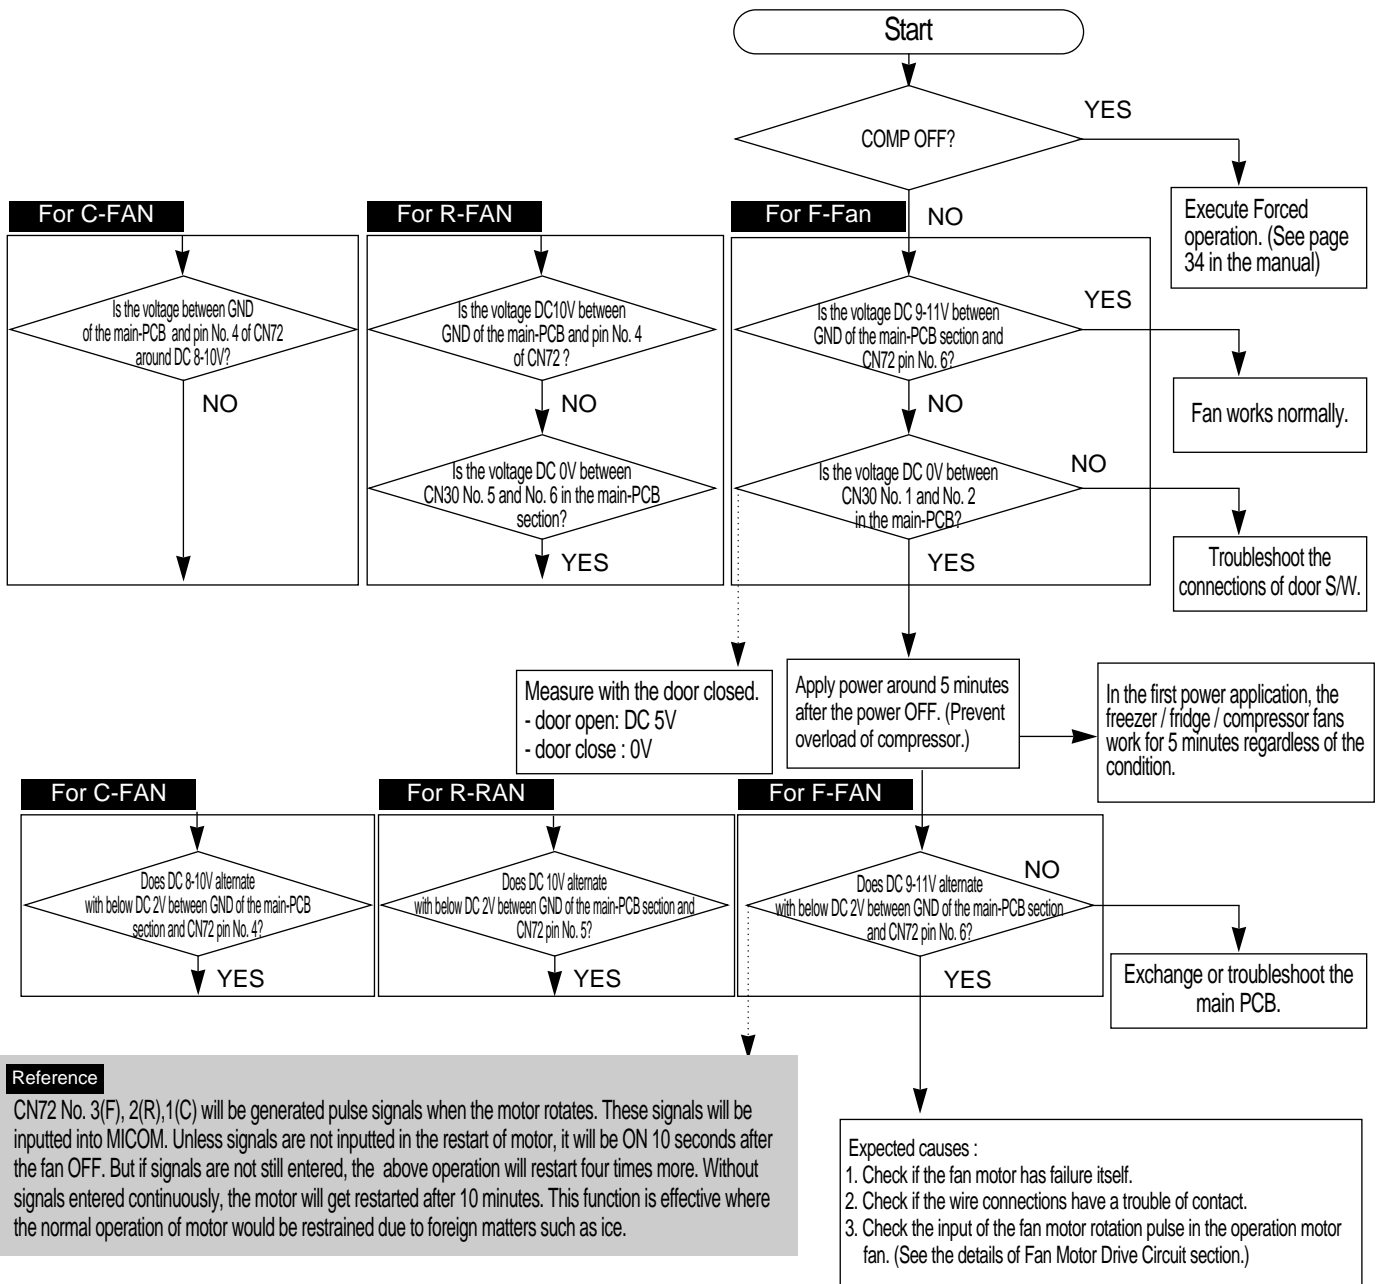 Start
COMP OFF?
YES
NO
Execute Forced
operation. (See page
34 in the manual)
For C-FAN
Is the voltage between GND
of the main-PCB and pin No. 4 of CN72
around DC 8-10V?
NO
For R-FAN
Is the voltage DC10V between
GND of the main-PCB and pin No. 4
of CN72 ?
NO
Is the voltage DC 0V between
CN30 No. 5 and No. 6 in the main-PCB
section?
YES
For F-Fan
Is the voltage DC 9-11V between
GND of the main-PCB section and
CN72 pin No. 6?
YES
Fan works normally.
NO
Is the voltage DC 0V between
CN30 No. 1 and No. 2
in the main-PCB?
NO
Troubleshoot the
connections of door S/W.
YES
Measure with the door closed.
- door open: DC 5V
- door close : 0V
Apply power around 5 minutes
after the power OFF. (Prevent
overload of compressor.)
In the first power application, the
freezer / fridge / compressor fans
work for 5 minutes regardless of the
condition.
For C-FAN
Does DC 8-10V alternate
with below DC 2V between GND of the main-PCB
section and CN72 pin No. 4?
YES
For R-RAN
Does DC 10V alternate
with below DC 2V between GND of the main-PCB section and
CN72 pin No. 5?
YES
For F-FAN
Does DC 9-11V alternate
with below DC 2V between GND of the main-PCB section
and CN72 pin No. 6?
NO
Exchange or troubleshoot the
main PCB.
YES
Reference
CN72 No. 3(F), 2(R),1(C) will be generated pulse signals when the motor rotates. These signals will be
inputted into MICOM. Unless signals are not inputted in the restart of motor, it will be ON 10 seconds after
the fan OFF. But if signals are not still entered, the above operation will restart four times more. Without
signals entered continuously, the motor will get restarted after 10 minutes. This function is effective where
the normal operation of motor would be restrained due to foreign matters such as ice.
Expected causes :
1. Check if the fan motor has failure itself.
2. Check if the wire connections have a trouble of contact.
3. Check the input of the fan motor rotation pulse in the operation motor
fan. (See the details of Fan Motor Drive Circuit section.)